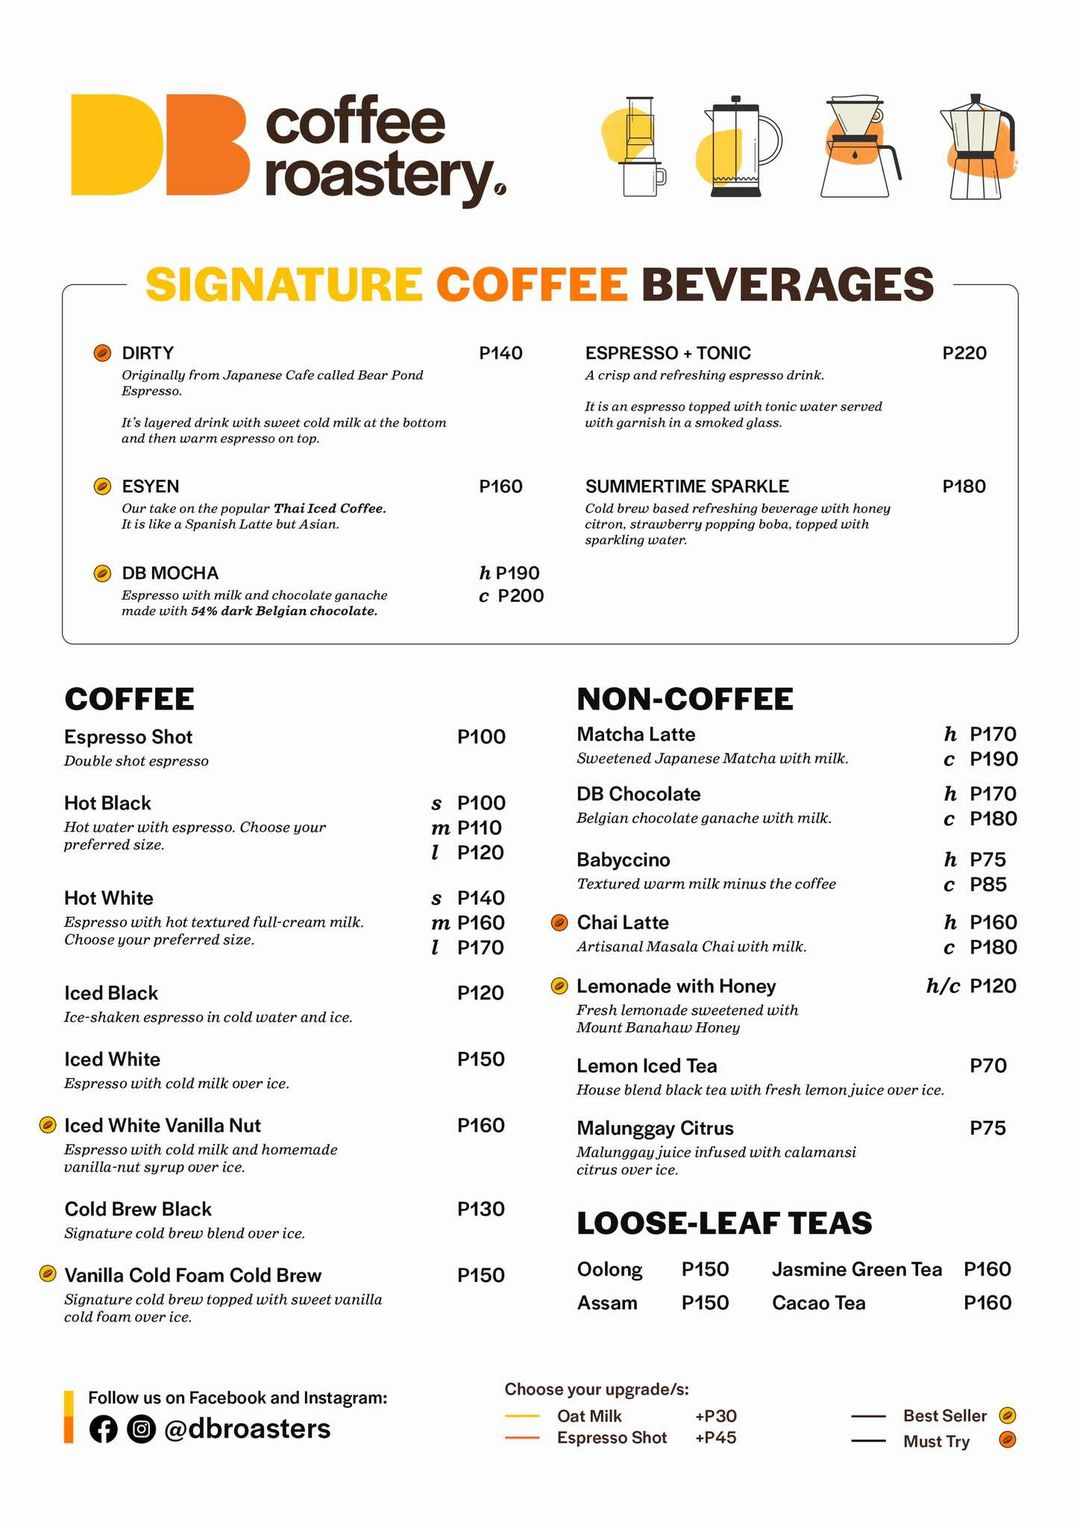 DB coffee
roastery.
SIGNATURE COFFEE BEVERAGES
DIRTY P140
Originally from Japanese Cafe called Bear Pond
Espresso.
It's layered drink with sweet cold milk at the bottom
and then warm espresso on top.
ESYEN P160
Our take on the popular Thai Iced Coffee.
It is like a Spanish Latte but Asian.
DB MOCHA h P190
Espresso with milk and chocolate ganache c P200
made with 54% dark Belgian chocolate.
ESPRESSO + TONIC P220
A crisp and refreshing espresso drink.
It is an espresso topped with tonic water served
with garnish in a smoked glass.
SUMMERTIME SPARKLE P180
Cold brew based refreshing beverage with honey
citron, strawberry popping boba, topped with
sparkling water.
COFFEE
Espresso Shot P100
Double shot espresso
Hot Black s P100
Hot water with espresso. Choose your m P110
preferred size. l P120
Hot White s P140
Espresso with hot textured full-cream milk. m P160
Choose your preferred size. l P170
Iced Black P120
Ice-shaken espresso in cold water and ice.
Iced White P150
Espresso with cold milk over ice.
Iced White Vanilla Nut P160
Espresso with cold milk and homemade
vanilla-nut syrup over ice.
Cold Brew Black P130
Signature cold brew blend over ice.
Vanilla Cold Foam Cold Brew P150
Signature cold brew topped with sweet vanilla
cold foam over ice.
NON-COFFEE
Matcha Latte h P170
Sweetened Japanese Matcha with milk. c P190
DB Chocolate h P170
Belgian chocolate ganache with milk. c P180
Babyccino h P75
Textured warm milk minus the coffee c P85
Chai Latte h P160
Artisanal Masala Chai with milk. c P180
Lemonade with Honey h/c P120
Fresh lemonade sweetened with
Mount Banahaw Honey
Lemon Iced Tea P70
House blend black tea with fresh lemon juice over ice.
Malunggay Citrus P75
Malunggay juice infused with calamansi
citrus over ice.
LOOSE-LEAF TEAS
Oolong P150 Jasmine Green Tea P160
Assam P150 Cacao Tea P160
Follow us on Facebook and Instagram:
@dbroasters
Choose your upgrade/s:
Oat Milk +P30
Espresso Shot +P45
Best Seller
Must Try